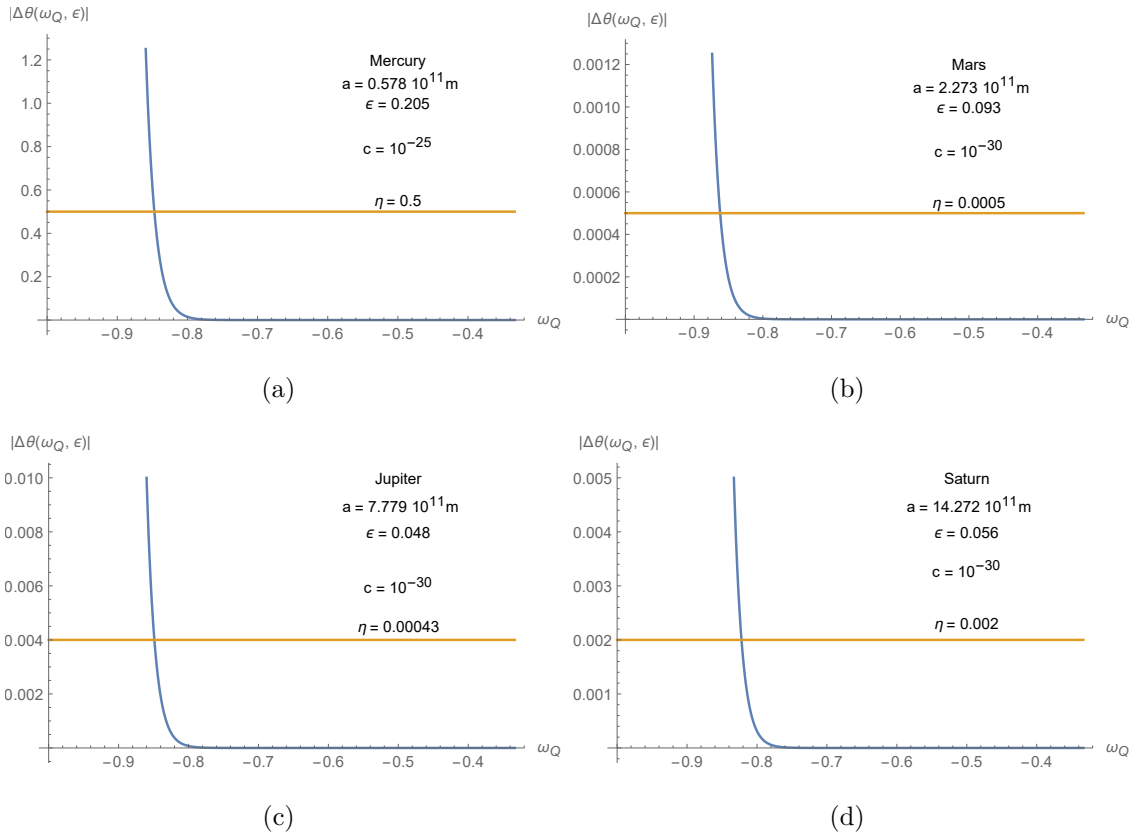 |Δθ(ω_Q, ϵ)|
1.2
1.0
0.8
0.6
0.4
0.2
Mercury
a = 0.578 10^11 m
ϵ = 0.205
c = 10^−25
η = 0.5
−0.9 −0.8 −0.7 −0.6 −0.5 −0.4 ω_Q
(a)
|Δθ(ω_Q, ϵ)|
0.0012
0.0010
0.0008
0.0006
0.0004
0.0002
Mars
a = 2.273 10^11 m
ϵ = 0.093
c = 10^−30
η = 0.0005
−0.9 −0.8 −0.7 −0.6 −0.5 −0.4 ω_Q
(b)
|Δθ(ω_Q, ϵ)|
0.010
0.008
0.006
0.004
0.002
Jupiter
a = 7.779 10^11 m
ϵ = 0.048
c = 10^−30
η = 0.00043
−0.9 −0.8 −0.7 −0.6 −0.5 −0.4 ω_Q
(c)
|Δθ(ω_Q, ϵ)|
0.005
0.004
0.003
0.002
0.001
Saturn
a = 14.272 10^11 m
ϵ = 0.056
c = 10^−30
η = 0.002
−0.9 −0.8 −0.7 −0.6 −0.5 −0.4 ω_Q
(d)